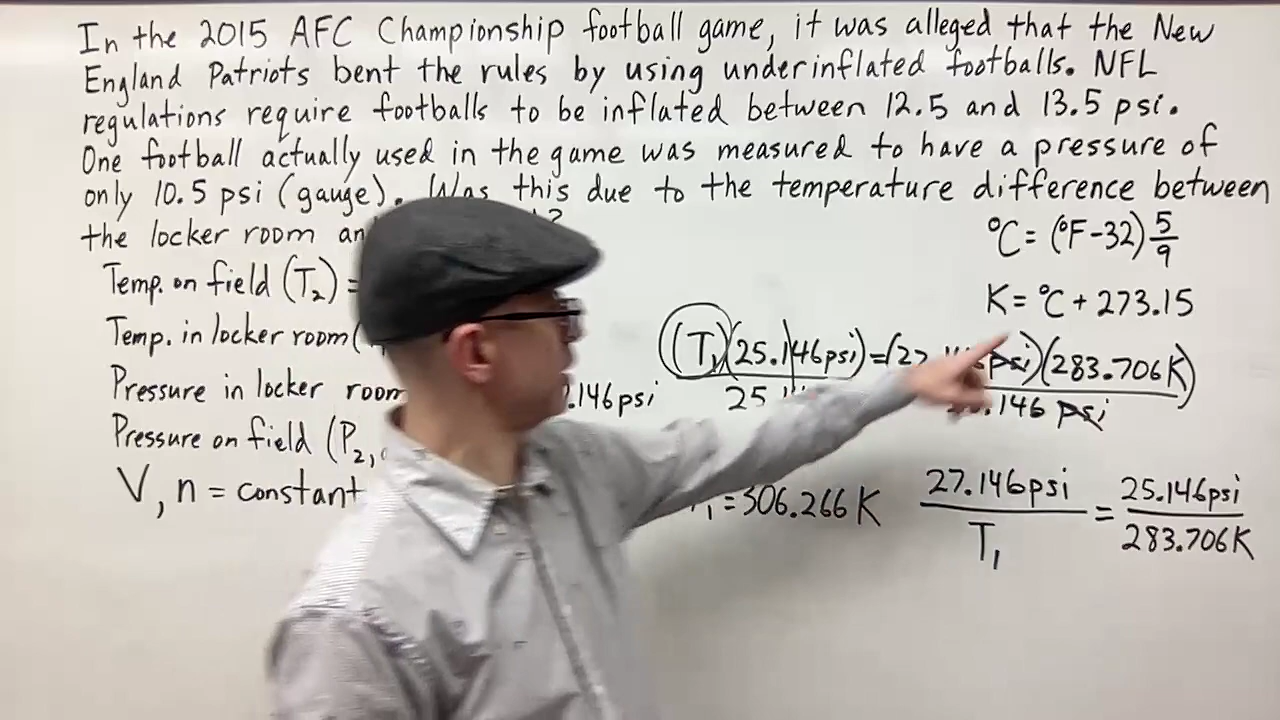 In the 2015 AFC Championship football game, it was alleged that the New
England Patriots bent the rules by using underinflated footballs. NFL
regulations require footballs to be inflated between 12.5 and 13.5 psi.
One football actually used in the game was measured to have a pressure of
only 10.5 psi (gauge). Was this due to the temperature difference between
the locker room
°C = (°F-32) 5/9
Temp. on field (T₂) =
K = °C + 273.15
Temp. in locker room (
(T₁)(25.146psi) = (psi)(283.706K)
Pressure in locker room .146psi
25 .146 psi
Pressure on field (P₂,
V, n = constant
= 306.266 K
27.146psi / T₁ = 25.146psi / 283.706K